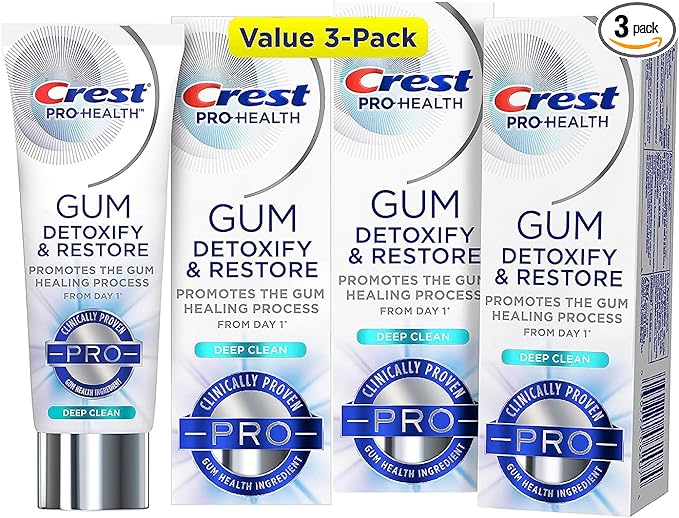 Value 3-Pack
3 pack
Crest
PRO-HEALTH™
GUM
DETOXIFY
& RESTORE
PROMOTES THE GUM
HEALING PROCESS
FROM DAY 1*
CLINICALLY PROVEN
PRO
GUM HEALTH INGREDIENT
DEEP CLEAN
Crest
PRO-HEALTH
GUM
DETOXIFY
& RESTORE
PROMOTES THE GUM
HEALING PROCESS
FROM DAY 1*
DEEP CLEAN
CLINICALLY PROVEN
PRO
GUM HEALTH INGREDIENT
Crest
PRO-HEALTH
GUM
DETOXIFY
& RESTORE
PROMOTES THE GUM
HEALING PROCESS
FROM DAY 1*
DEEP CLEAN
CLINICALLY PROVEN
PRO
GUM HEALTH INGREDIENT
Crest
PRO-HEALTH
GUM
DETOXIFY
& RESTORE
PROMOTES THE GUM
HEALING PROCESS
FROM DAY 1*
DEEP CLEAN
CLINICALLY PROVEN
PRO
GUM HEALTH INGREDIENT